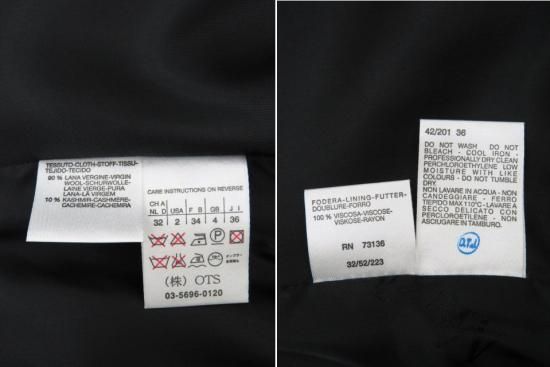 TESSUTO-CLOTH-STOFF-TISSU-
TEJIDO-TECIDO
90 % LANA VERGINE-VIRGIN
WOOL-SCHURWOLLE-
LAINE VIERGE-PURA
LANA-LÃ VIRGEM
10 % KASHMIR-CASHMERE-
GACHEMIRE-CACHEMIRA
CARE INSTRUCTIONS ON REVERSE
CH A
NL D USA F B G J I
32 2 34 4 36
(株) OTS
03-5696-0120
FODERA-LINING-FUTTER-
DOUBLURE-FORRO
100 % VISCOSA-VISCOSE-
VISKOSE-RAYON
RN 73136
32/52/223
42/201 36
DO NOT WASH DO NOT
BLEACH - COOL IRON -
PROFESSIONALLY DRY CLEAN
PERCHLOROETHYLENE LOW
MOISTURE WITH LIKE
COLOURS - DO NOT TUMBLE
DRY
NON LAVARE IN ACQUA - NON
CANDEGGIARE - FERRO
TIEPIDO MAX110°C - LAVARE A
SECCO DELICATO CON
PERCLOROETILENE - NON
ASCIUGARE IN TAMBURO.